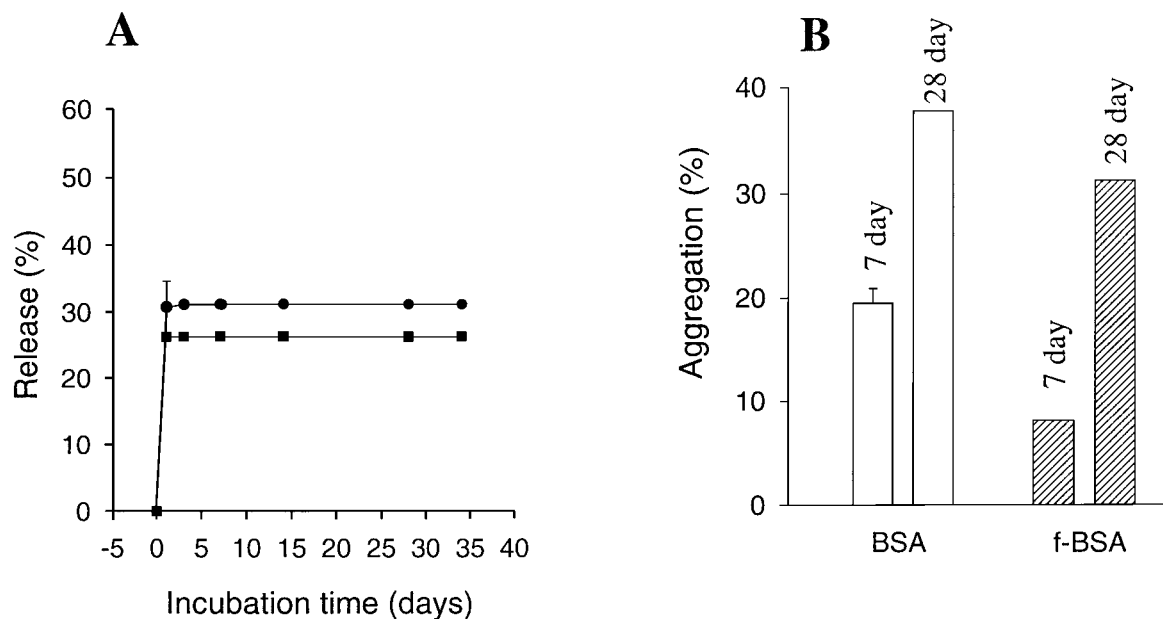 A
60
50
40
30
20
10
0
-5 0 5 10 15 20 25 30 35 40
Release (%)
Incubation time (days)
B
40
30
20
10
0
Aggregation (%)
7 day
28 day
7 day
28 day
BSA f-BSA